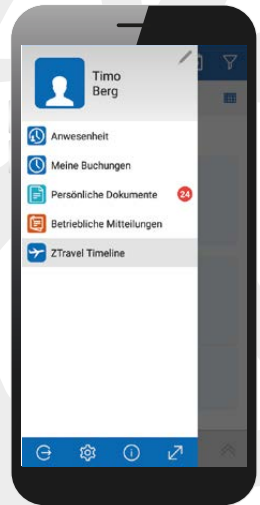 Timo
Berg
Anwesenheit
Meine Buchungen
Persönliche Dokumente 24
Betriebliche Mitteilungen
ZTravel Timeline